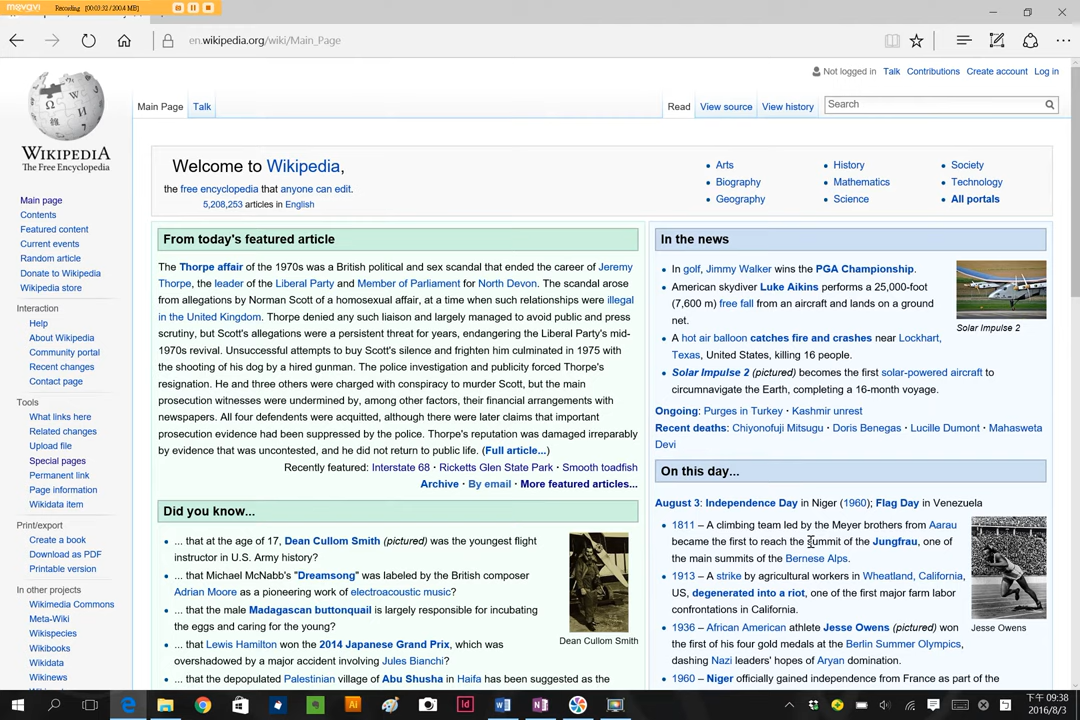 movavi Recording [00:03:32 / 200.4 MB]
en.wikipedia.org/wiki/Main_Page
Not logged in Talk Contributions Create account Log in
Main Page Talk Read View source View history Search
WIKIPEDIA
The Free Encyclopedia
Main page
Contents
Featured content
Current events
Random article
Donate to Wikipedia
Wikipedia store
Interaction
Help
About Wikipedia
Community portal
Recent changes
Contact page
Tools
What links here
Related changes
Upload file
Special pages
Permanent link
Page information
Wikidata item
Print/export
Create a book
Download as PDF
Printable version
In other projects
Wikimedia Commons
Meta-Wiki
Wikispecies
Wikibooks
Wikidata
Wikinews
Welcome to Wikipedia,
the free encyclopedia that anyone can edit.
5,208,253 articles in English
• Arts
• Biography
• Geography
• History
• Mathematics
• Science
• Society
• Technology
• All portals
From today's featured article
The Thorpe affair of the 1970s was a British political and sex scandal that ended the career of Jeremy
Thorpe, the leader of the Liberal Party and Member of Parliament for North Devon. The scandal arose
from allegations by Norman Scott of a homosexual affair, at a time when such relationships were illegal
in the United Kingdom. Thorpe denied any such liaison and largely managed to avoid public and press
scrutiny, but Scott's allegations were a persistent threat for years, endangering the Liberal Party's mid-
1970s revival. Unsuccessful attempts to buy Scott's silence and frighten him culminated in 1975 with
the shooting of his dog by a hired gunman. The police investigation and publicity forced Thorpe's
resignation. He and three others were charged with conspiracy to murder Scott, but the main
prosecution witnesses were undermined by, among other factors, their financial arrangements with
newspapers. All four defendents were acquitted, although there were later claims that important
prosecution evidence had been suppressed by the police. Thorpe's reputation was damaged irreparably
by evidence that was uncontested, and he did not return to public life. (Full article...)
Recently featured: Interstate 68 · Ricketts Glen State Park · Smooth toadfish
Archive · By email · More featured articles...
Did you know...
• ... that at the age of 17, Dean Cullom Smith (pictured) was the youngest flight
instructor in U.S. Army history?
• ... that Michael McNabb's "Dreamsong" was labeled by the British composer
Adrian Moore as a pioneering work of electroacoustic music?
• ... that the male Madagascan buttonquail is largely responsible for incubating
the eggs and caring for the young?
• ... that Lewis Hamilton won the 2014 Japanese Grand Prix, which was
overshadowed by a major accident involving Jules Bianchi?
• ... that the depopulated Palestinian village of Abu Shusha in Haifa has been suggested as the
Dean Cullom Smith
In the news
• In golf, Jimmy Walker wins the PGA Championship.
• American skydiver Luke Aikins performs a 25,000-foot
(7,600 m) free fall from an aircraft and lands on a ground
net.
• A hot air balloon catches fire and crashes near Lockhart,
Texas, United States, killing 16 people.
• Solar Impulse 2 (pictured) becomes the first solar-powered aircraft to
circumnavigate the Earth, completing a 16-month voyage.
Solar Impulse 2
Ongoing: Purges in Turkey · Kashmir unrest
Recent deaths: Chiyonofuji Mitsugu · Doris Benegas · Lucille Dumont · Mahasweta
Devi
On this day...
August 3: Independence Day in Niger (1960); Flag Day in Venezuela
• 1811 – A climbing team led by the Meyer brothers from Aarau
became the first to reach the summit of the Jungfrau, one of
the main summits of the Bernese Alps.
• 1913 – A strike by agricultural workers in Wheatland, California,
US, degenerated into a riot, one of the first major farm labor
confrontations in California.
• 1936 – African American athlete Jesse Owens (pictured) won
the first of his four gold medals at the Berlin Summer Olympics,
dashing Nazi leaders' hopes of Aryan domination.
• 1960 – Niger officially gained independence from France as part of the
Jesse Owens
下午 09:38
2016/8/3